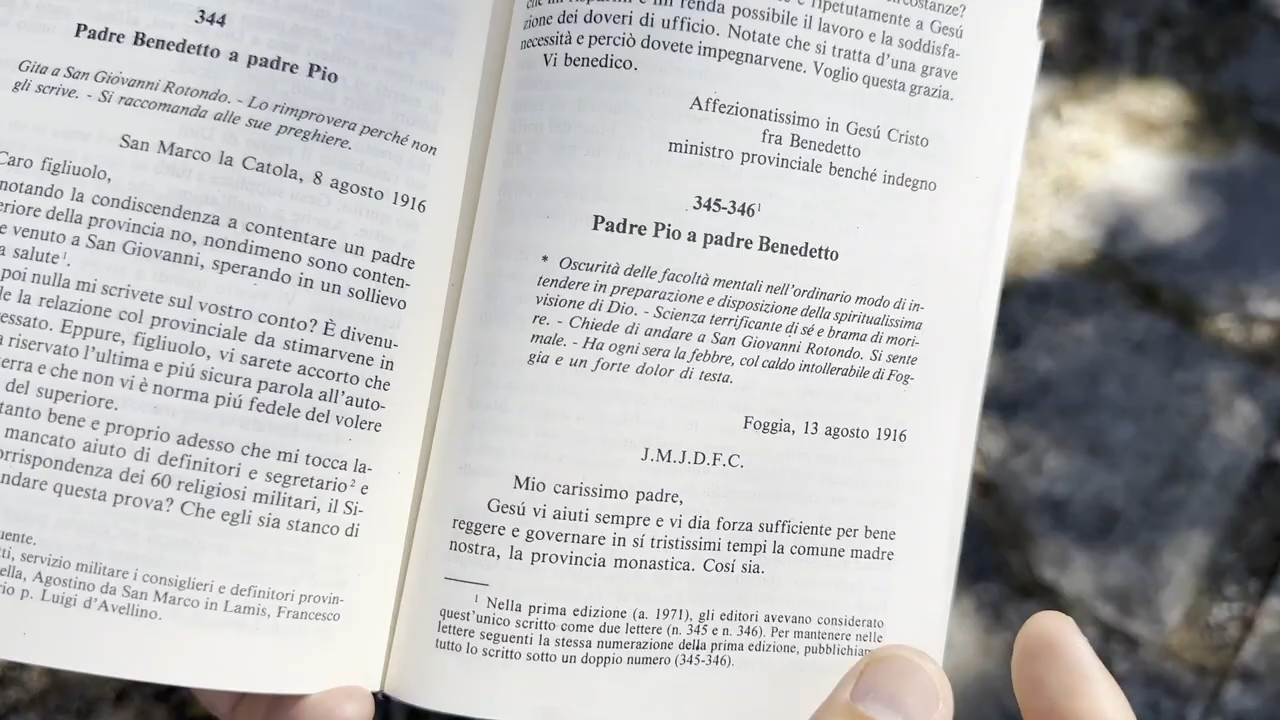 344
Padre Benedetto a padre Pio
Gita a San Giovanni Rotondo. - Lo rimprovera perché non
gli scrive. - Si raccomanda alle sue preghiere.
San Marco la Catola, 8 agosto 1916
Caro figliuolo,
notando la condiscendenza a contentare un padre
eriore della provincia no, nondimeno sono conten-
e venuto a San Giovanni, sperando in un sollievo
a salute¹.
poi nulla mi scrivete sul vostro conto? È divenu-
le la relazione col provinciale da stimarvene in
essato. Eppure, figliuolo, vi sarete accorto che
a riservato l'ultima e piú sicura parola all'auto-
terra e che non vi è norma piú fedele del volere
del superiore.
tanto bene e proprio adesso che mi tocca la-
mancato aiuto di definitori e segretario² e
orrispondenza dei 60 religiosi militari, il Si-
ndare questa prova? Che egli sia stanco di
uente.
ti, servizio militare i consiglieri e definitori provin-
ella, Agostino da San Marco in Lamis, Francesco
rio p. Luigi d'Avellino.
circostanze?
ripetutamente a Gesú
renda possibile il lavoro e la soddisfa-
zione dei doveri di ufficio. Notate che si tratta d'una grave
necessità e perciò dovete impegnarvene. Voglio questa grazia.
Vi benedico.
Affezionatissimo in Gesú Cristo
fra Benedetto
ministro provinciale benché indegno
345-346¹
Padre Pio a padre Benedetto
* Oscurità delle facoltà mentali nell'ordinario modo di in-
tendere in preparazione e disposizione della spiritualissima
visione di Dio. - Scienza terrificante di sé e brama di mori-
re. - Chiede di andare a San Giovanni Rotondo. Si sente
male. - Ha ogni sera la febbre, col caldo intollerabile di Fog-
gia e un forte dolor di testa.
Foggia, 13 agosto 1916
J.M.J.D.F.C.
Mio carissimo padre,
Gesú vi aiuti sempre e vi dia forza sufficiente per bene
reggere e governare in sí tristissimi tempi la comune madre
nostra, la provincia monastica. Cosí sia.
¹ Nella prima edizione (a. 1971), gli editori avevano considerato
quest'unico scritto come due lettere (n. 345 e n. 346). Per mantenere nelle
lettere seguenti la stessa numerazione della prima edizione, pubblichiam
tutto lo scritto sotto un doppio numero (345-346).